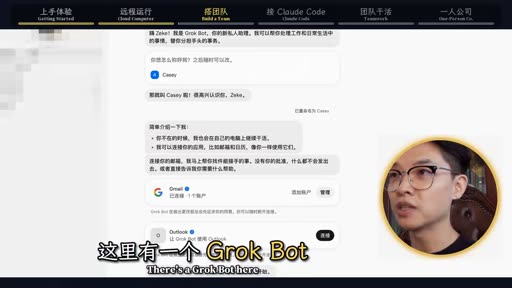 上手体验
Getting Started
远程运行
Cloud Computer
搭团队
Build a Team
接 Claude Code
Claude Code
团队干活
Teamwork
一人公司
One-Person Co.
嗨 Zeke！我是 Grok Bot，你的新私人助理。我可以帮你处理工作和日常生活中的事情，替你分担手头的事务。
你想怎么称呼我？之后随时可以改。
Casey
那就叫 Casey 啦！很高兴认识你，Zeke。
简单介绍一下我：
• 你不在的时候，我也会在自己的电脑上继续干活。
• 我可以连接你的应用，比如邮箱和日历，像你一样使用它们。
连接你的邮箱，我马上帮你找件能接手的事。没有你的批准，什么都不会发出去。或者直接告诉我你需要什么帮助。
Gmail
已连接 · 1 个账户
添加账户
管理
Outlook
让 Grok Bot 使用 Outlook
连接
这里有一个 Grok Bot
There's a Grok Bot here